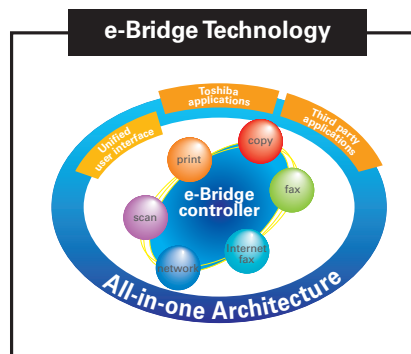 e-Bridge Technology
Toshiba
applications
Unified
user interface
Third party
applications
copy
print
fax
e-Bridge
controller
scan
Internet
fax
network
All-in-one Architecture